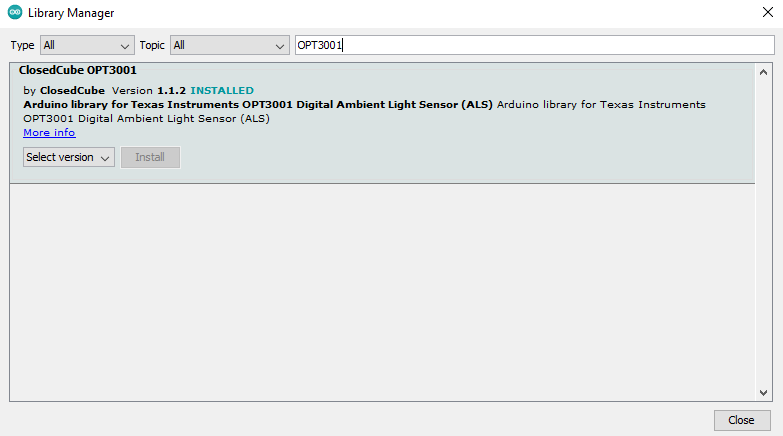 Library Manager
Type All Topic All OPT3001
ClosedCube OPT3001
by ClosedCube Version 1.1.2 INSTALLED
Arduino library for Texas Instruments OPT3001 Digital Ambient Light Sensor (ALS) Arduino library for Texas Instruments
OPT3001 Digital Ambient Light Sensor (ALS)
More info
Select version Install
Close